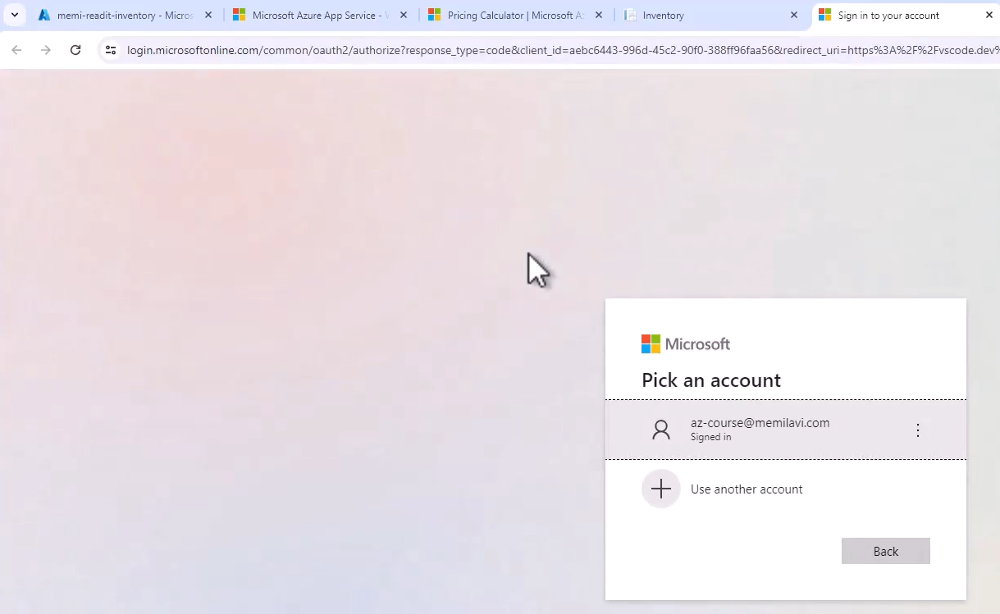 memi-readit-inventory - Micros
Microsoft Azure App Service -
Pricing Calculator | Microsoft A
Inventory
Sign in to your account
login.microsoftonline.com/common/oauth2/authorize?response_type=code&client_id=aebc6443-996d-45c2-90f0-388ff96faa56&redirect_uri=https%3A%2F%2Fvscode.dev%
Microsoft
Pick an account
az-course@memilavi.com
Signed in
Use another account
Back